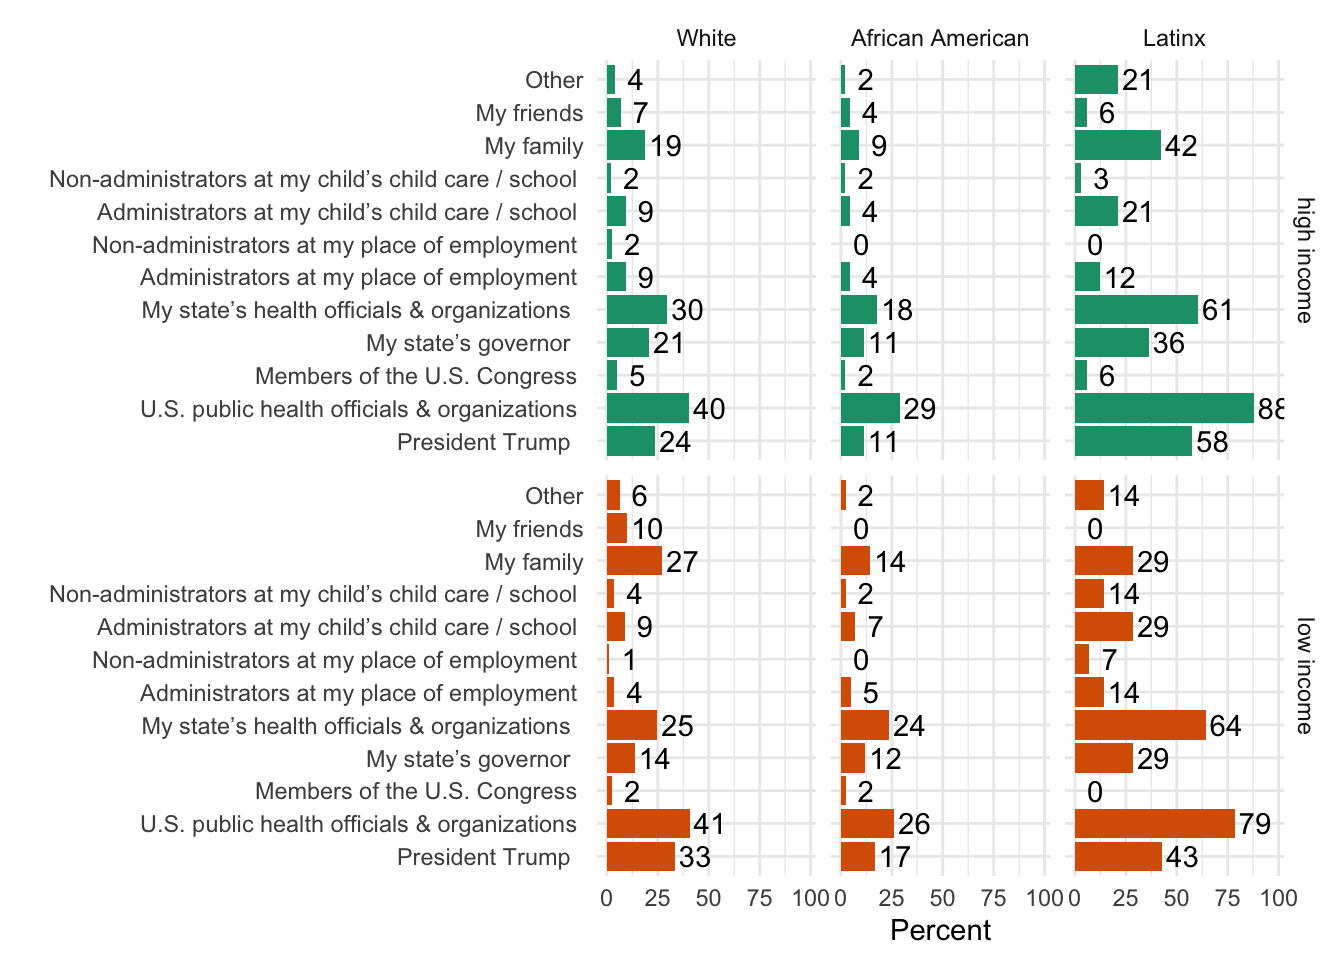 White African American Latinx
Other 4 2 21
My friends 7 4 6
My family 19 9 42
Non-administrators at my child’s child care / school 2 2 3
Administrators at my child’s child care / school 9 4 21
Non-administrators at my place of employment 2 0 0
Administrators at my place of employment 9 4 12
My state’s health officials & organizations 30 18 61
My state’s governor 21 11 36
Members of the U.S. Congress 5 2 6
U.S. public health officials & organizations 40 29 88
President Trump 24 11 58
high income
Other 6 2 14
My friends 10 0 0
My family 27 14 29
Non-administrators at my child’s child care / school 4 2 14
Administrators at my child’s child care / school 9 7 29
Non-administrators at my place of employment 1 0 7
Administrators at my place of employment 4 5 14
My state’s health officials & organizations 25 24 64
My state’s governor 14 12 29
Members of the U.S. Congress 2 2 0
U.S. public health officials & organizations 41 26 79
President Trump 33 17 43
low income
0 25 50 75 100 0 25 50 75 100 0 25 50 75 100
Percent